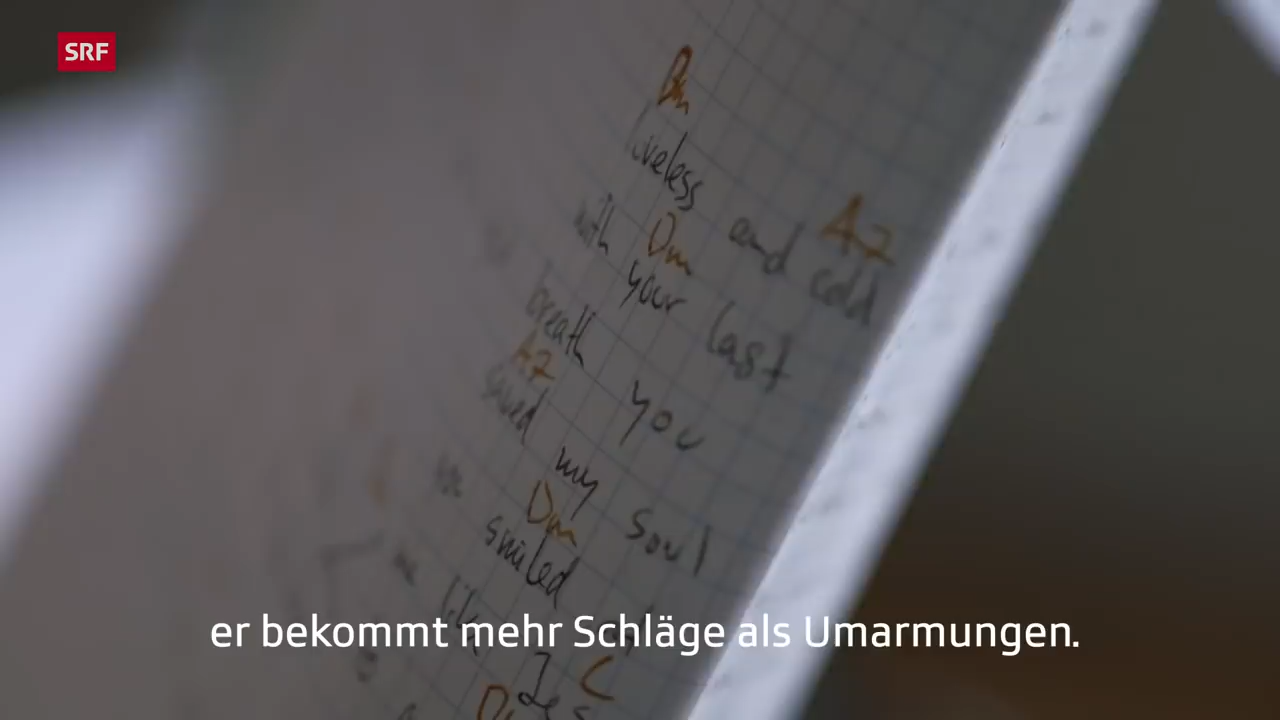 SRF
Dm
loveless and A7 cold
with Dm your last
breath you
A7
saved my soul
Dm
smiled
C
er bekommt mehr Schläge als Umarmungen.